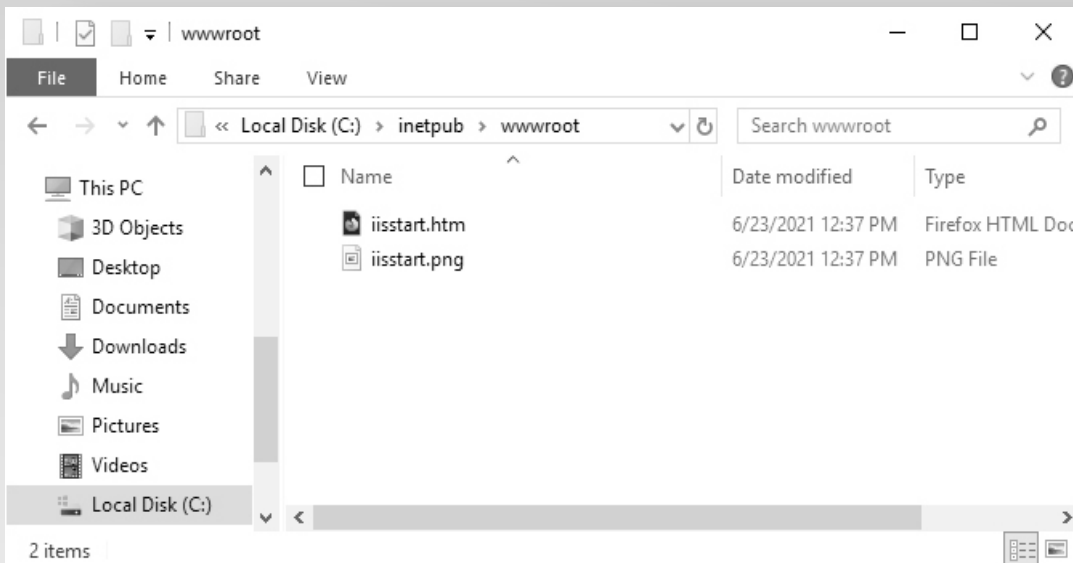 wwwroot
File Home Share View ?
« Local Disk (C:) > inetpub > wwwroot Search wwwroot
This PC
3D Objects
Desktop
Documents
Downloads
Music
Pictures
Videos
Local Disk (C:)
Name Date modified Type
iisstart.htm 6/23/2021 12:37 PM Firefox HTML Doc
iisstart.png 6/23/2021 12:37 PM PNG File
2 items